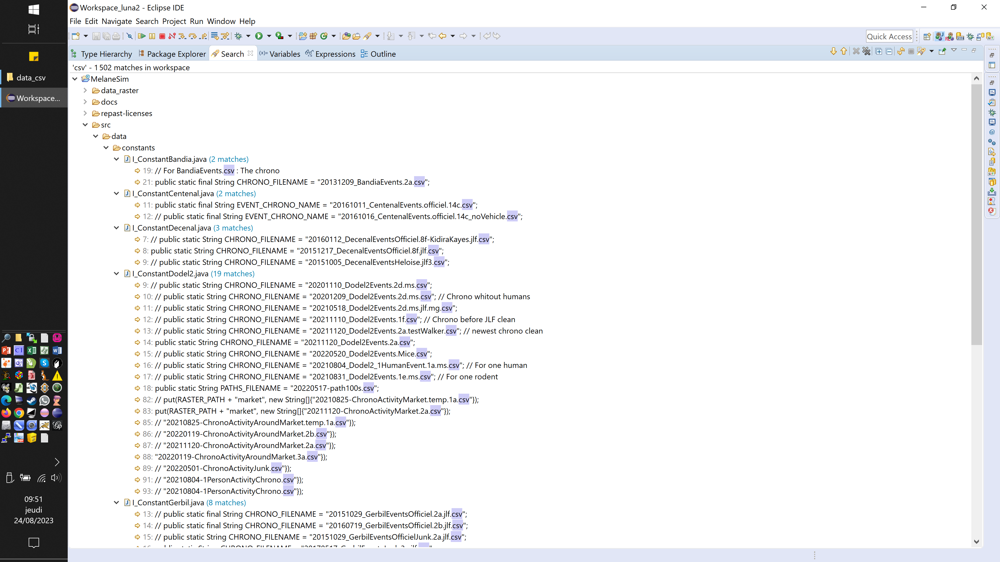 Workspace_luna2 - Eclipse IDE
File Edit Navigate Search Project Run Window Help
Quick Access
Type Hierarchy Package Explorer Search Variables Expressions Outline
'csv' - 1 502 matches in workspace
MelaneSim
data_raster
docs
repast-licenses
src
data
constants
I_ConstantBandia.java (2 matches)
19: // For BandiaEvents.csv : The chrono
21: public static final String CHRONO_FILENAME = "20131209_BandiaEvents.2a.csv";
I_ConstantCentenal.java (2 matches)
11: public static final String EVENT_CHRONO_NAME = "20161011_CentenalEvents.officiel.14c.csv";
12: // public static final String EVENT_CHRONO_NAME = "20161016_CentenalEvents.officiel.14c_noVehicle.csv";
I_ConstantDecenal.java (3 matches)
7: // public static String CHRONO_FILENAME = "20160112_DecenalEventsOfficiel.8f-KidiraKayes.jlf.csv";
8: public static String CHRONO_FILENAME = "20151217_DecenalEventsOfficiel.8f.jlf.csv";
9: // public static String CHRONO_FILENAME = "20151005_DecenalEventsHeloise.jlf3.csv";
I_ConstantDodel2.java (19 matches)
9: // public static String CHRONO_FILENAME = "20201110_Dodel2Events.2d.ms.csv";
10: // public static String CHRONO_FILENAME = "20201209_Dodel2Events.2d.ms.csv"; // Chrono whitout humans
11: // public static String CHRONO_FILENAME = "20210518_Dodel2Events.2d.ms.jlf.mg.csv";
12: // public static String CHRONO_FILENAME = "20211110_Dodel2Events.1f.csv"; // Chrono before JLF clean
13: // public static String CHRONO_FILENAME = "20211120_Dodel2Events.2a.testWalker.csv"; // newest chrono clean
14: public static String CHRONO_FILENAME = "20211120_Dodel2Events.2a.csv";
15: // public static String CHRONO_FILENAME = "20220520_Dodel2Events.Mice.csv";
16: // public static String CHRONO_FILENAME = "20210804_Dodel2_1HumanEvent.1a.ms.csv"; // For one human
17: // public static String CHRONO_FILENAME = "20210831_Dodel2Events.1e.ms.csv"; // For one rodent
18: public static String PATHS_FILENAME = "20220517-path100s.csv";
82: // put(RASTER_PATH + "market", new String[]{"20210825-ChronoActivityMarket.temp.1a.csv"});
83: put(RASTER_PATH + "market", new String[]{"20211120-ChronoActivityMarket.2a.csv"});
85: // "20210825-ChronoActivityAroundMarket.temp.1a.csv"});
86: // "20220119-ChronoActivityAroundMarket.2b.csv"});
87: // "20211120-ChronoActivityAroundMarket.2a.csv"});
88: "20220119-ChronoActivityAroundMarket.3a.csv"});
89: // "20220501-ChronoActivityJunk.csv"});
91: // "20210804-1PersonActivityChrono.csv"});
93: // "20210804-1PersonActivityChrono.csv"});
I_ConstantGerbil.java (8 matches)
13: // public static final String CHRONO_FILENAME = "20151029_GerbilEventsOfficiel.2a.jlf.csv";
14: // public static final String CHRONO_FILENAME = "20160719_GerbilEventsOfficiel.2b.jlf.csv";
15: // public static String CHRONO_FILENAME = "20151029_GerbilEventsOfficielJunk.2a.jlf.csv";
data_csv
Workspace...
09:51
jeudi
24/08/2023